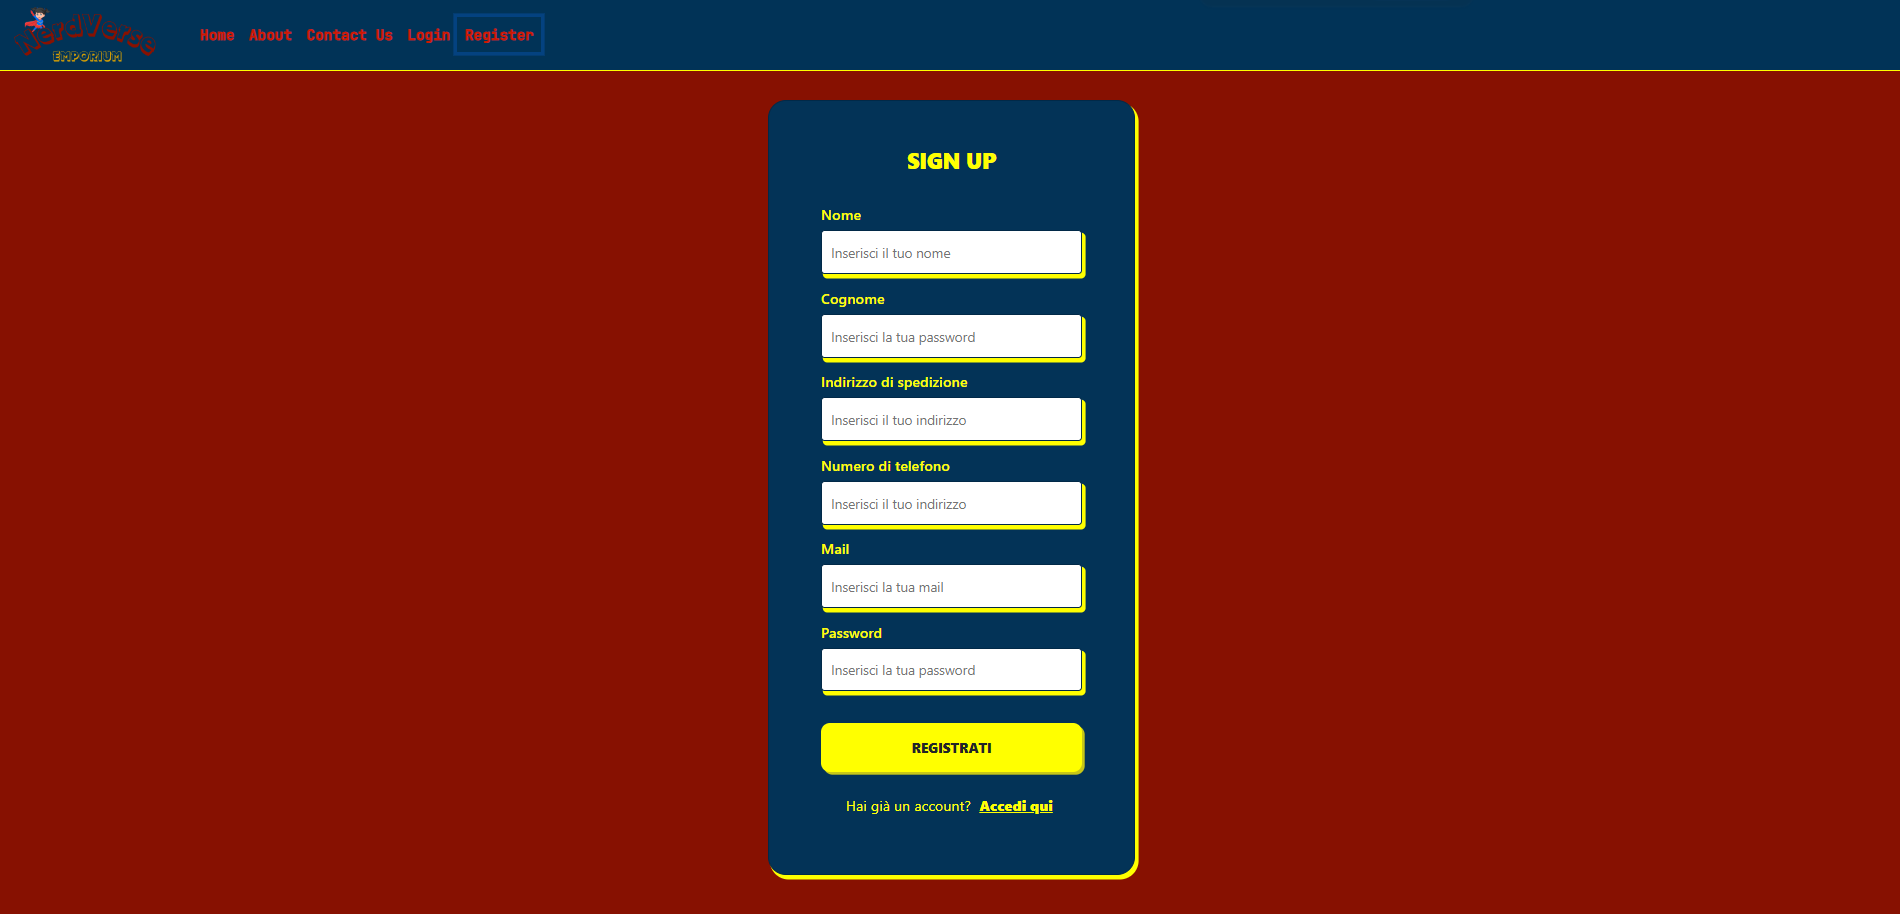 NerdVerse
EMPORIUM
Home About Contact Us Login Register
SIGN UP
Nome
Inserisci il tuo nome
Cognome
Inserisci la tua password
Indirizzo di spedizione
Inserisci il tuo indirizzo
Numero di telefono
Inserisci il tuo indirizzo
Mail
Inserisci la tua mail
Password
Inserisci la tua password
REGISTRATI
Hai già un account? Accedi qui